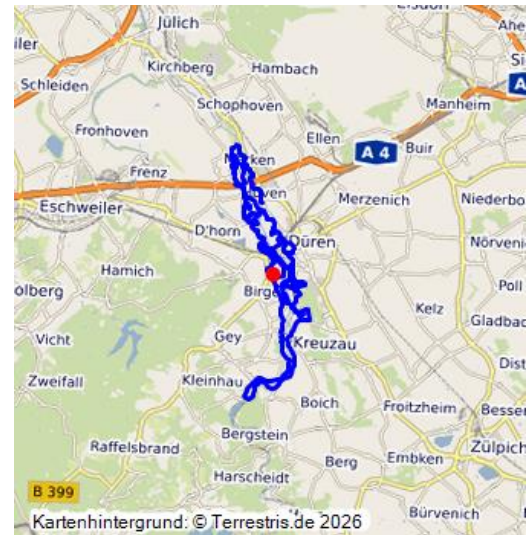 Jülich
Kirchberg
Hambach
Schleiden
Schophoven
Manheim
Ellen
Buir
Fronhoven
A 4
Frenz
Merzenich
Eschweiler
D'horn
Düren
Hamich
Kelz
Vicht
Gey
Kreuzau
Zweifall
Kleinhau
Boich
Froitzheim
Bergstein
Raffelsbrand
Berg
Embken
Zülpich
Harscheidt
B 399
Bürvenich
Kartenhintergrund: © Terrestris.de 2026